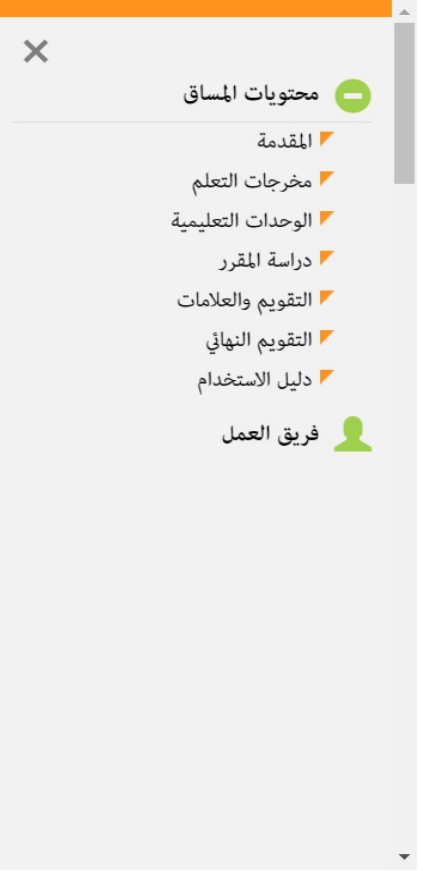 محتويات المساق
المقدمة
مخرجات التعلم
الوحدات التعليمية
دراسة المقرر
التقويم والعلامات
التقويم النهائي
دليل الاستخدام
فريق العمل